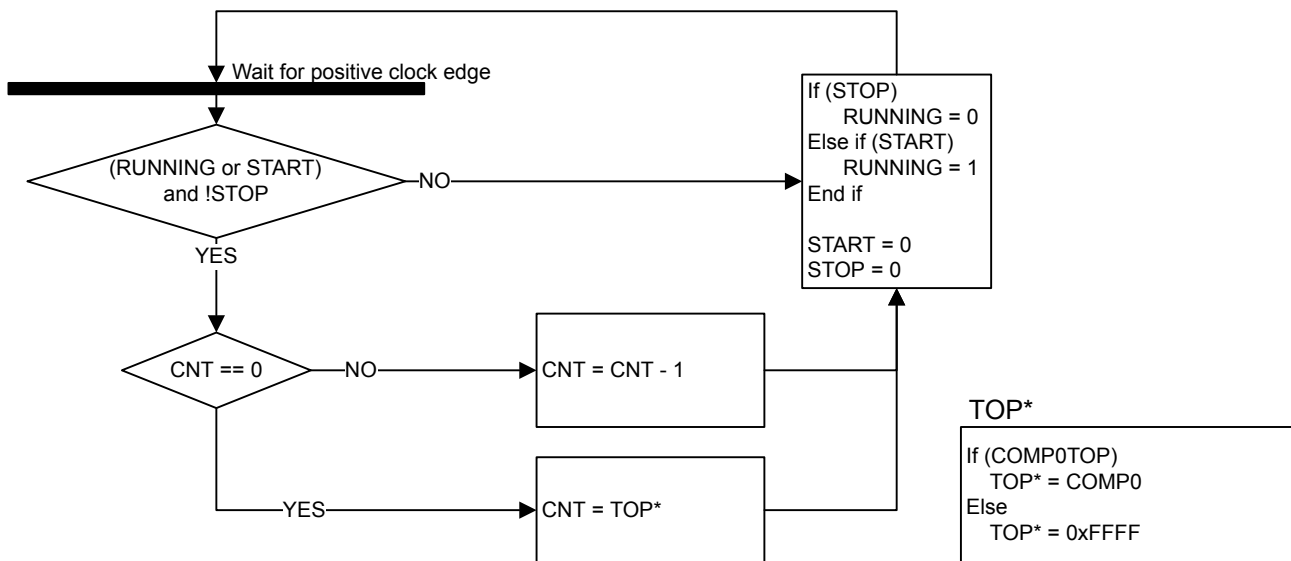 Wait for positive clock edge
(RUNNING or START)
and !STOP
NO
YES
If (STOP)
RUNNING = 0
Else if (START)
RUNNING = 1
End if
START = 0
STOP = 0
CNT == 0
NO
CNT = CNT - 1
YES
CNT = TOP*
TOP*
If (COMP0TOP)
TOP* = COMP0
Else
TOP* = 0xFFFF